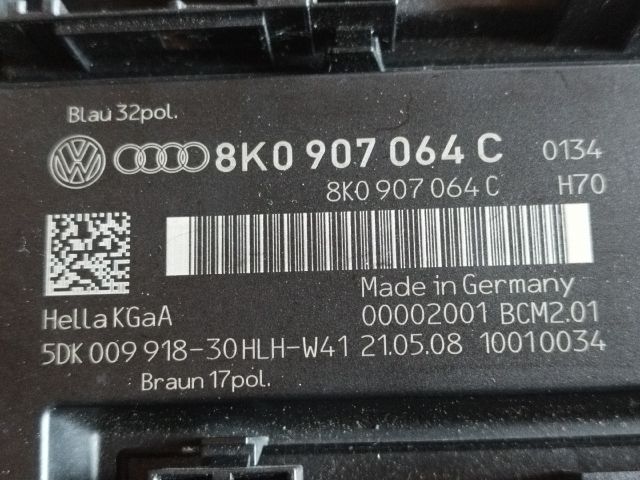 Blau 32pol.
8K0 907 064 C 0134
8K0 907 064 C H70
Made in Germany
Hella KGaA 00002001 BCM2.01
5DK 009 918-30 HLH-W41 21.05.08 10010034
Braun 17pol.